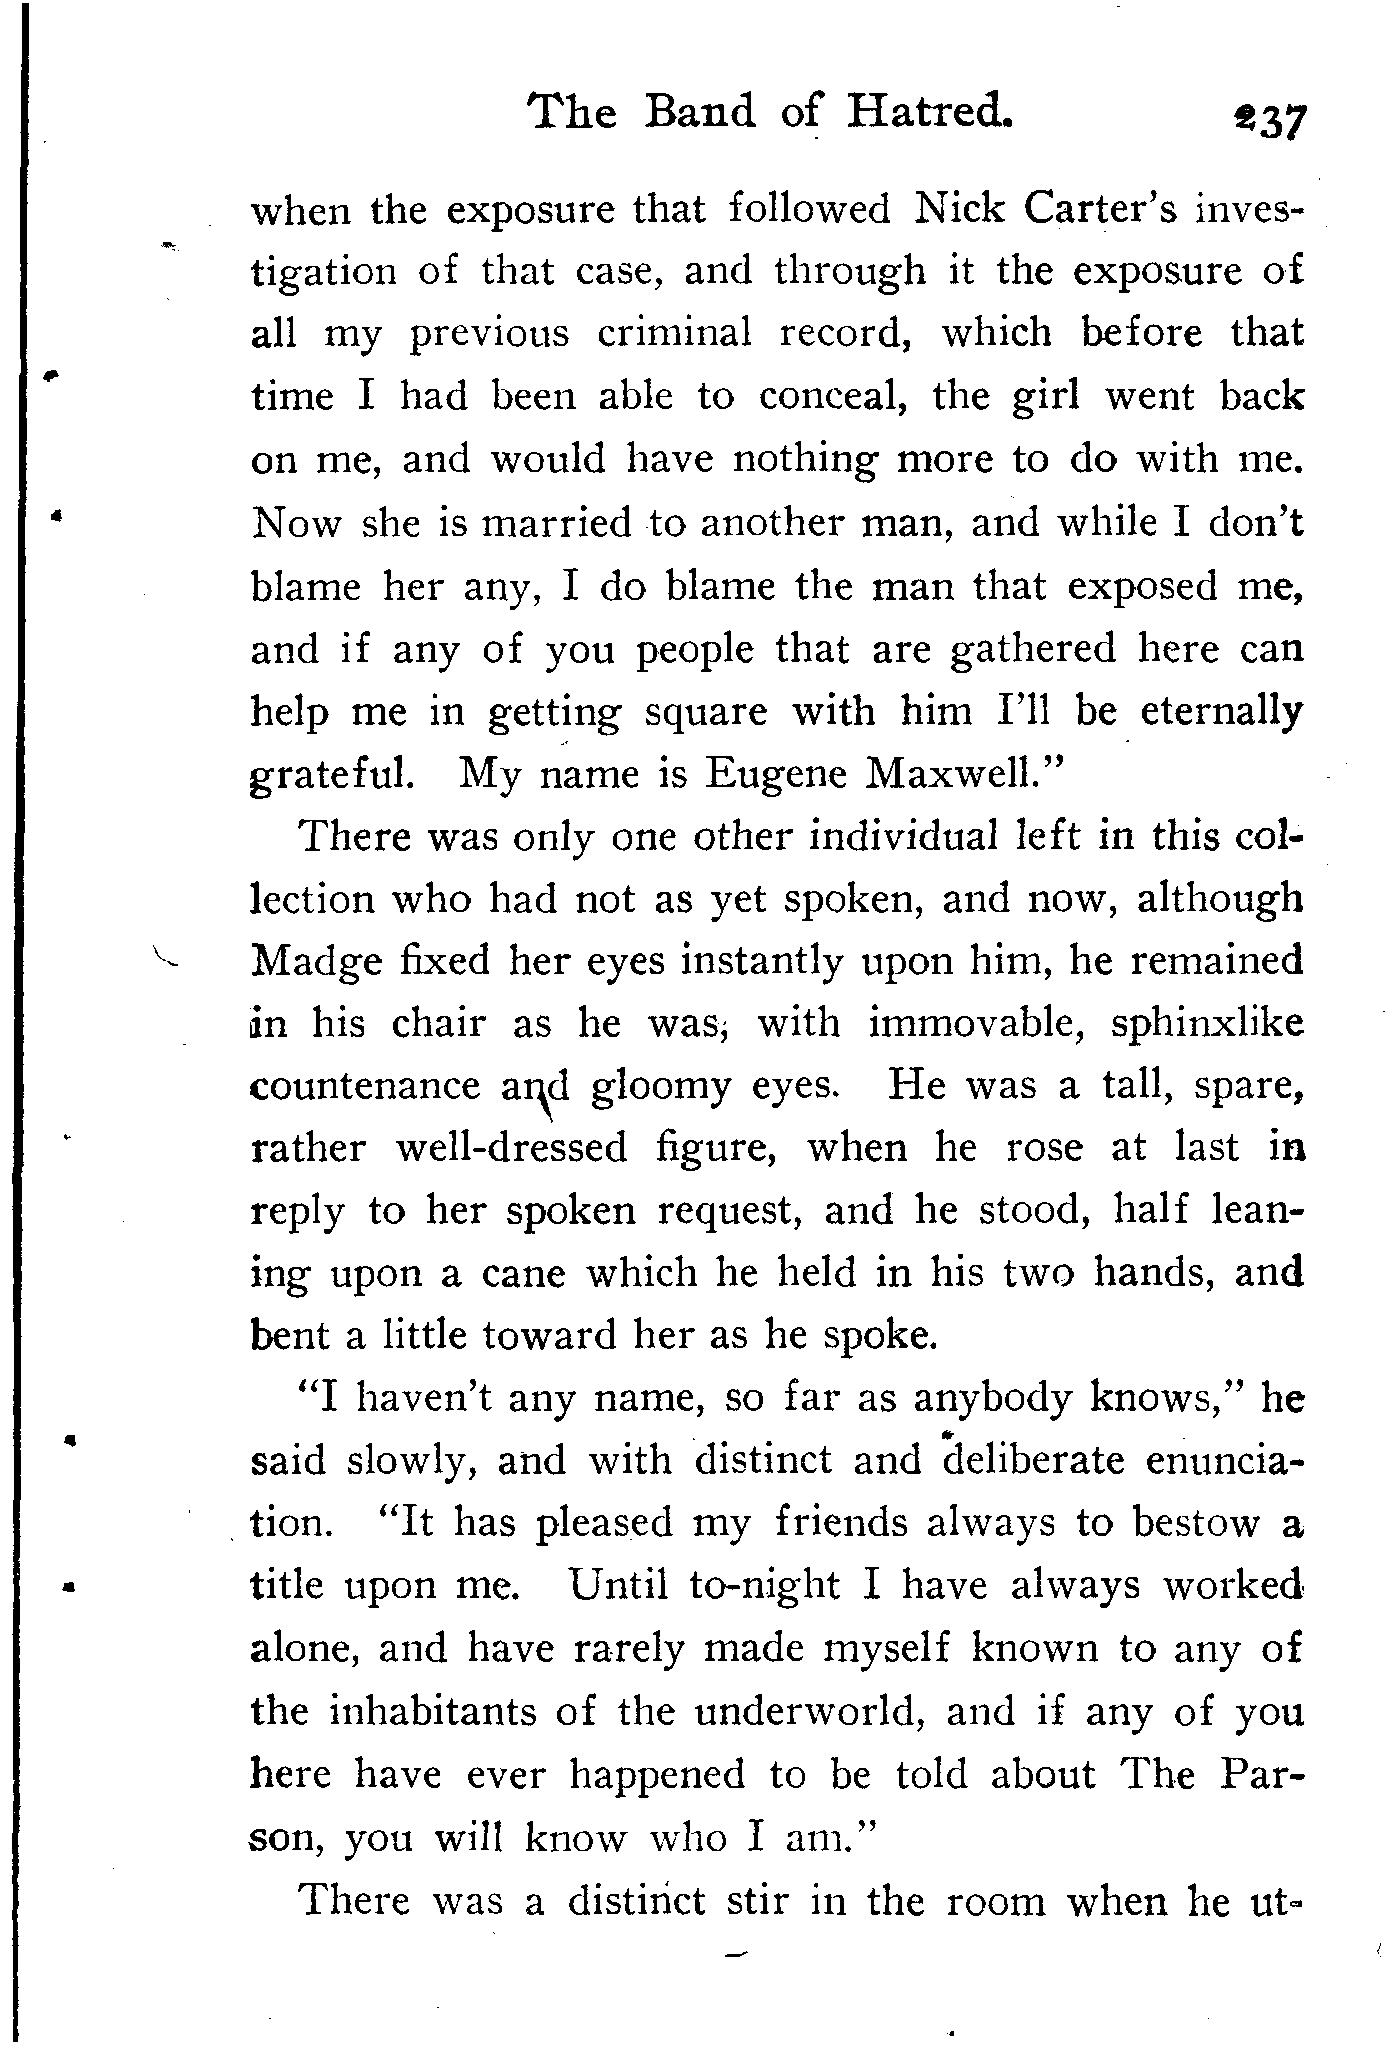 The Band of Hatred. 237
when the exposure that followed Nick Carter's inves-
tigation of that case, and through it the exposure of
all my previous criminal record, which before that
time I had been able to conceal, the girl went back
on me, and would have nothing more to do with me.
Now she is married to another man, and while I don't
blame her any, I do blame the man that exposed me,
and if any of you people that are gathered here can
help me in getting square with him I'll be eternally
grateful. My name is Eugene Maxwell."
There was only one other individual left in this col-
lection who had not as yet spoken, and now, although
Madge fixed her eyes instantly upon him, he remained
in his chair as he was, with immovable, sphinxlike
countenance and gloomy eyes. He was a tall, spare,
rather well-dressed figure, when he rose at last in
reply to her spoken request, and he stood, half lean-
ing upon a cane which he held in his two hands, and
bent a little toward her as he spoke.
"I haven't any name, so far as anybody knows," he
said slowly, and with distinct and deliberate enuncia-
tion. "It has pleased my friends always to bestow a
title upon me. Until to-night I have always worked
alone, and have rarely made myself known to any of
the inhabitants of the underworld, and if any of you
here have ever happened to be told about The Par-
son, you will know who I am."
There was a distinct stir in the room when he ut-